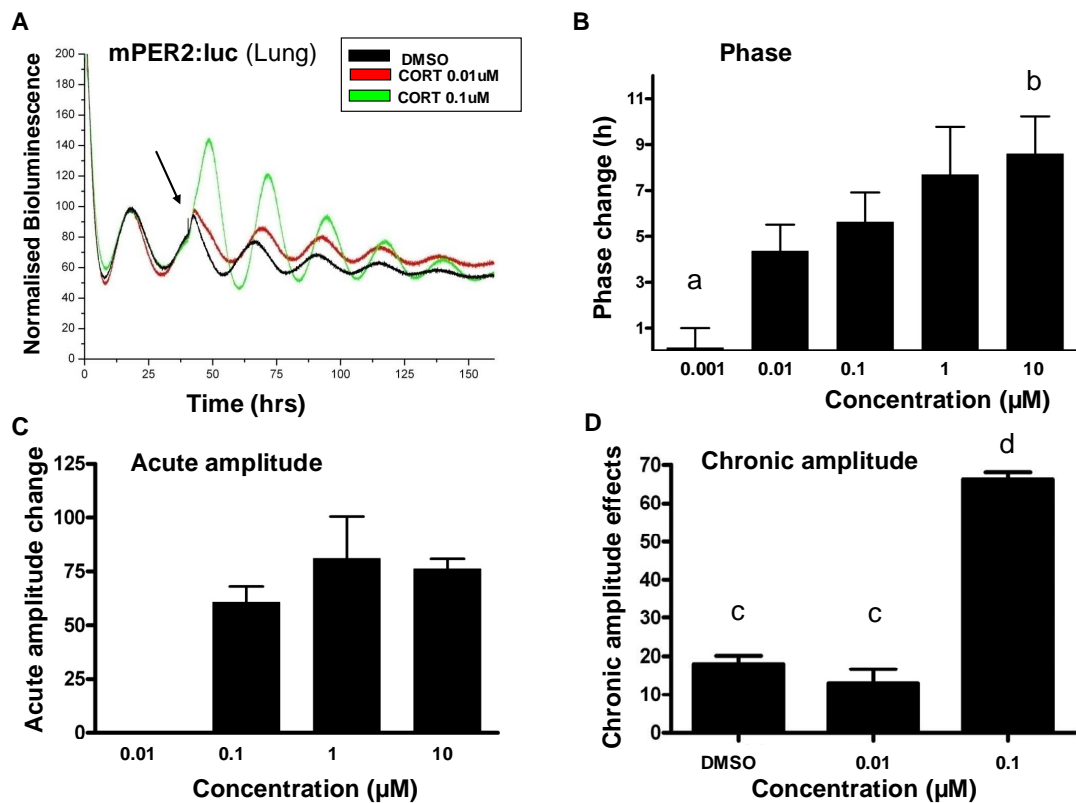 A
mPER2:luc (Lung)
DMSO
CORT 0.01uM
CORT 0.1uM
200
180
160
140
120
100
80
60
40
20
0
0 25 50 75 100 125 150
Normalised Bioluminescence
Time (hrs)
B
Phase
11
9
7
5
3
1
a
b
0.001 0.01 0.1 1 10
Phase change (h)
Concentration (µM)
C
Acute amplitude
125
100
75
50
25
0
0.01 0.1 1 10
Acute amplitude change
Concentration (µM)
D
Chronic amplitude
70
60
50
40
30
20
10
0
c
c
d
DMSO 0.01 0.1
Chronic amplitude effects
Concentration (µM)